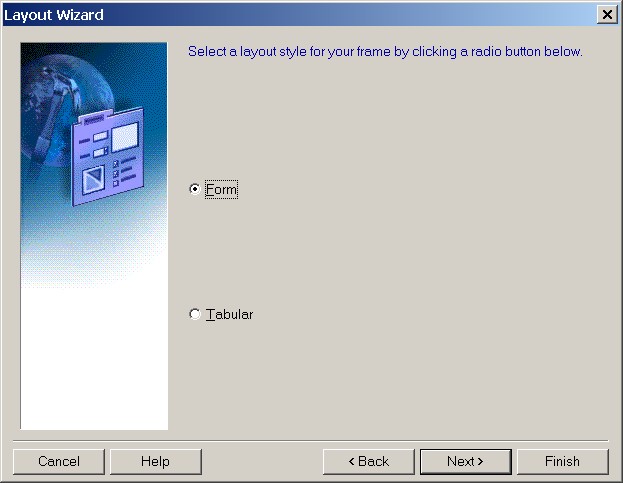 Layout Wizard
Select a layout style for your frame by clicking a radio button below.
Form
Tabular
Cancel Help < Back Next > Finish